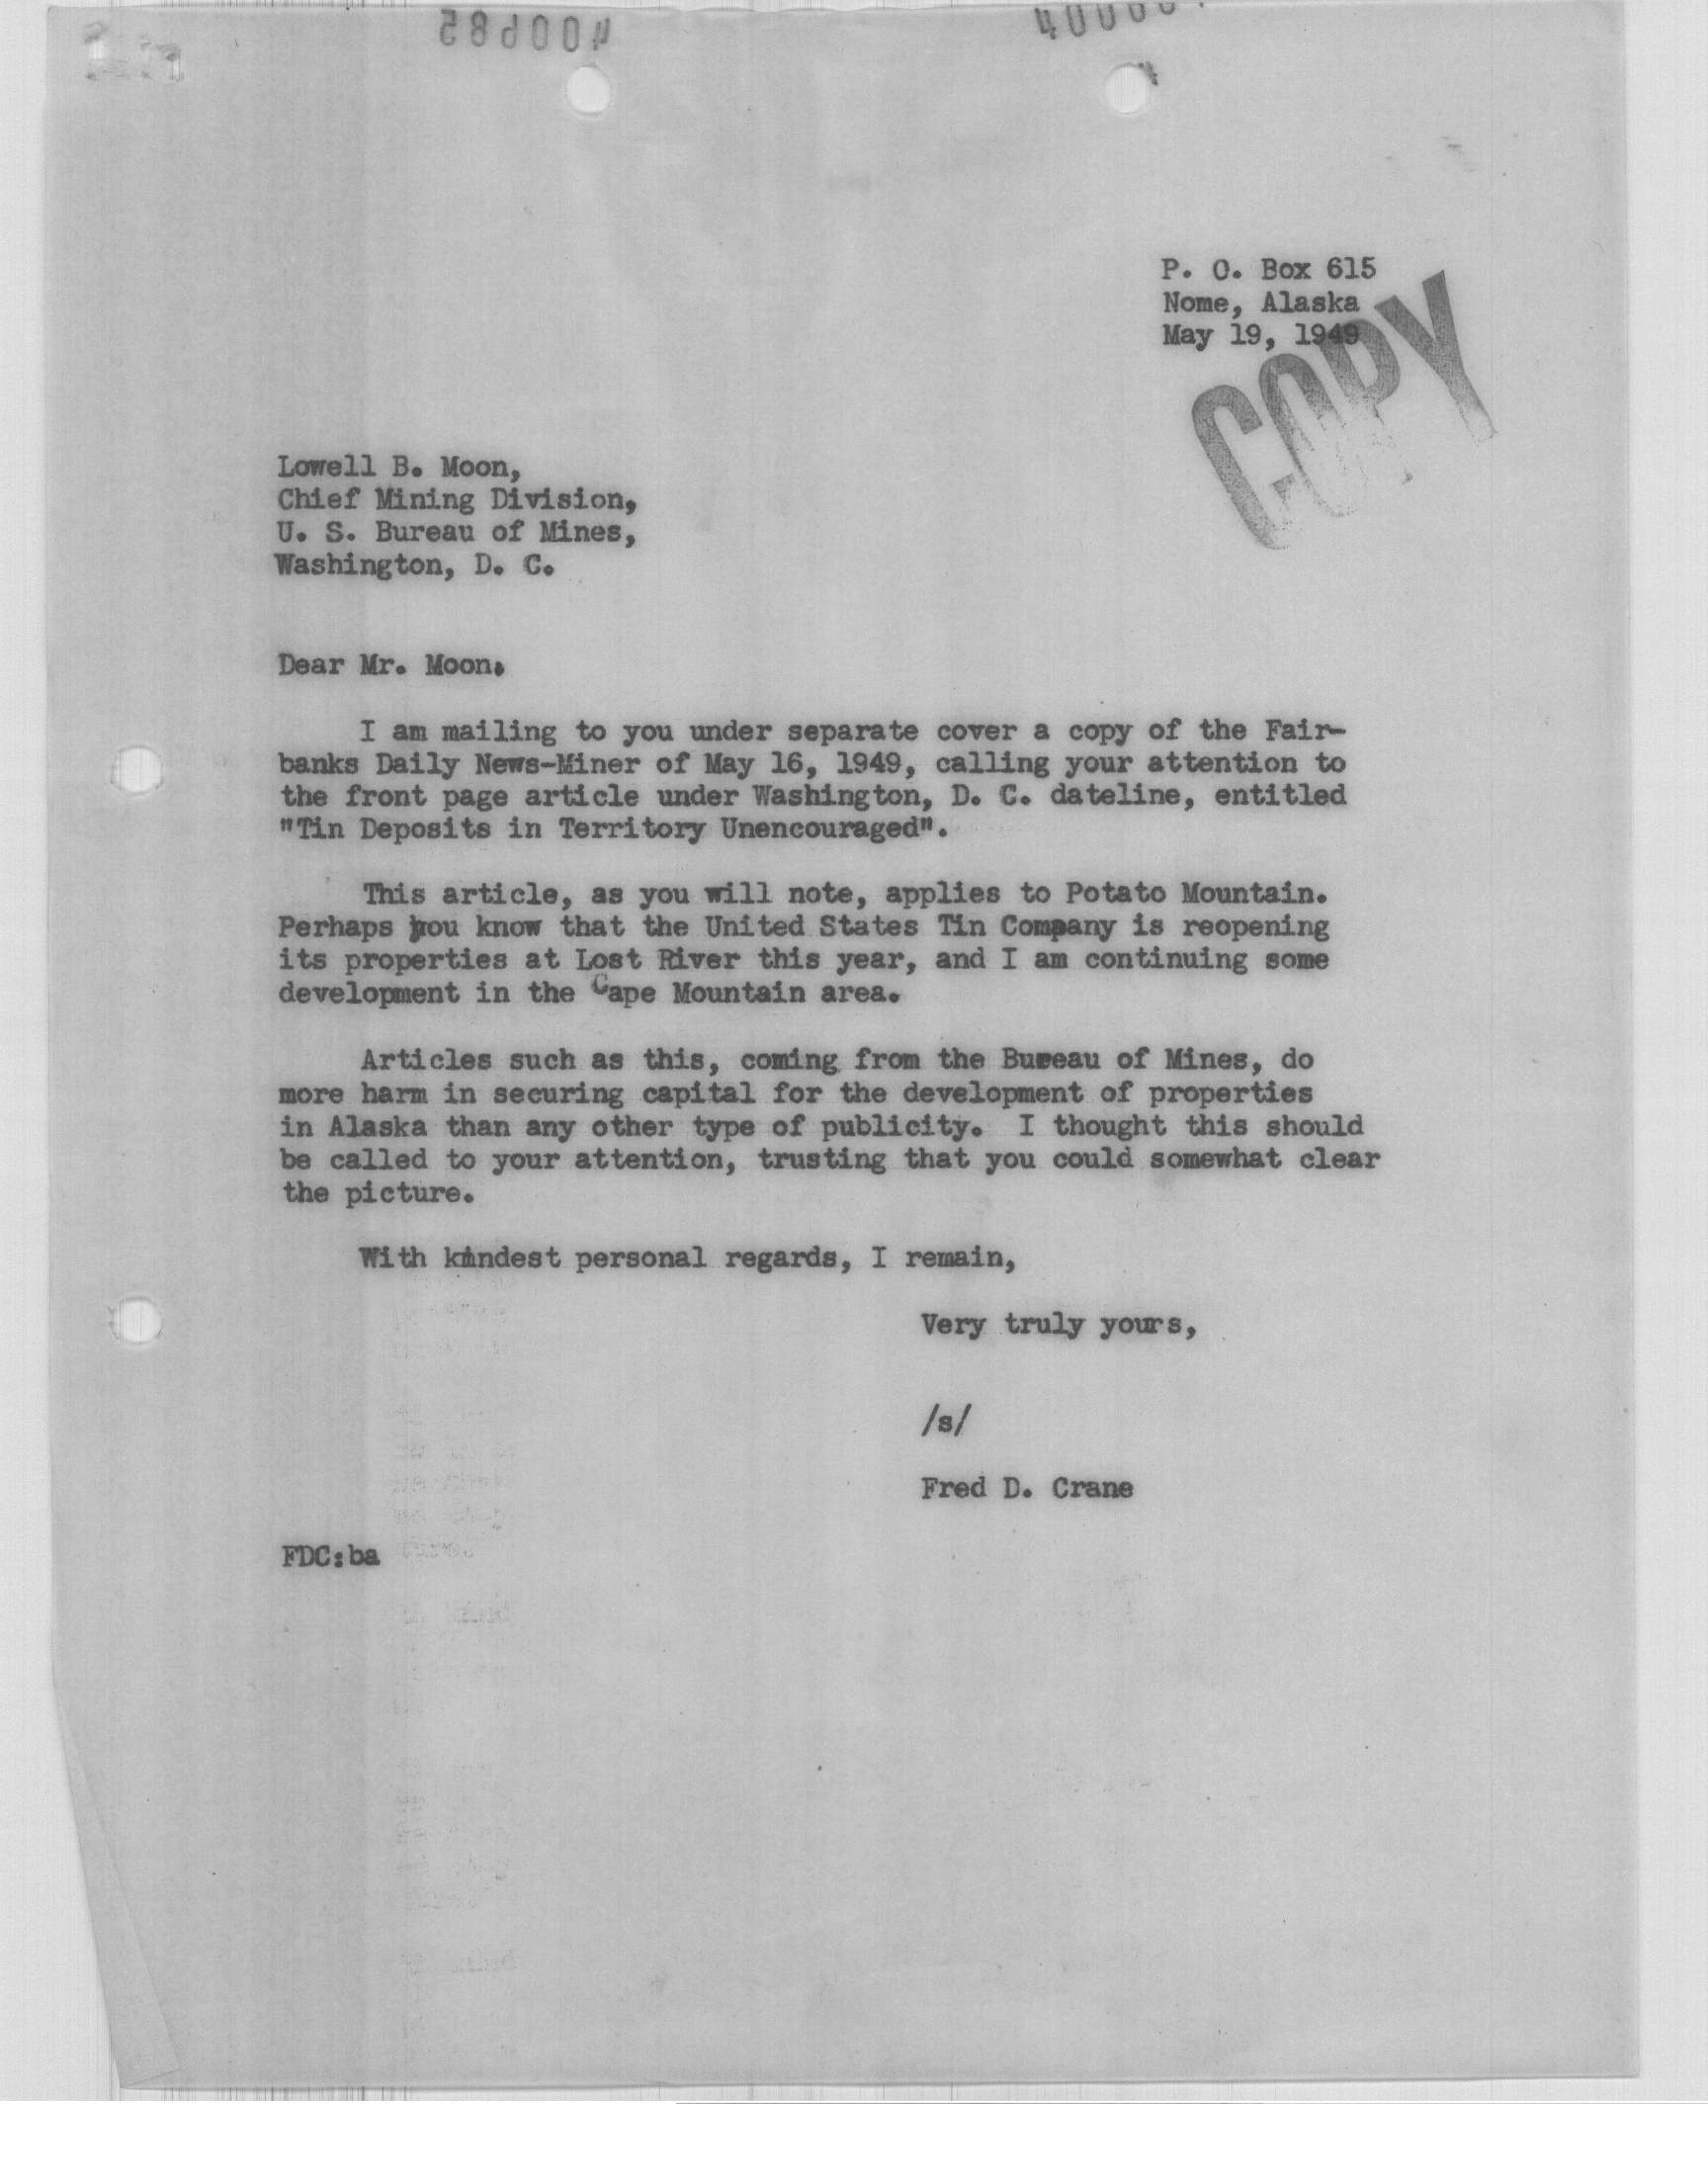 P. O. Box 615
Nome, Alaska
May 19, 1949
COPY
Lowell B. Moon,
Chief Mining Division,
U. S. Bureau of Mines,
Washington, D. C.
Dear Mr. Moon.
I am mailing to you under separate cover a copy of the Fair-
banks Daily News-Miner of May 16, 1949, calling your attention to
the front page article under Washington, D. C. dateline, entitled
"Tin Deposits in Territory Unencouraged".
This article, as you will note, applies to Potato Mountain.
Perhaps you know that the United States Tin Company is reopening
its properties at Lost River this year, and I am continuing some
development in the Cape Mountain area.
Articles such as this, coming from the Bureau of Mines, do
more harm in securing capital for the development of properties
in Alaska than any other type of publicity. I thought this should
be called to your attention, trusting that you could somewhat clear
the picture.
With kindest personal regards, I remain,
Very truly yours,
/s/
Fred D. Crane
FDC:ba